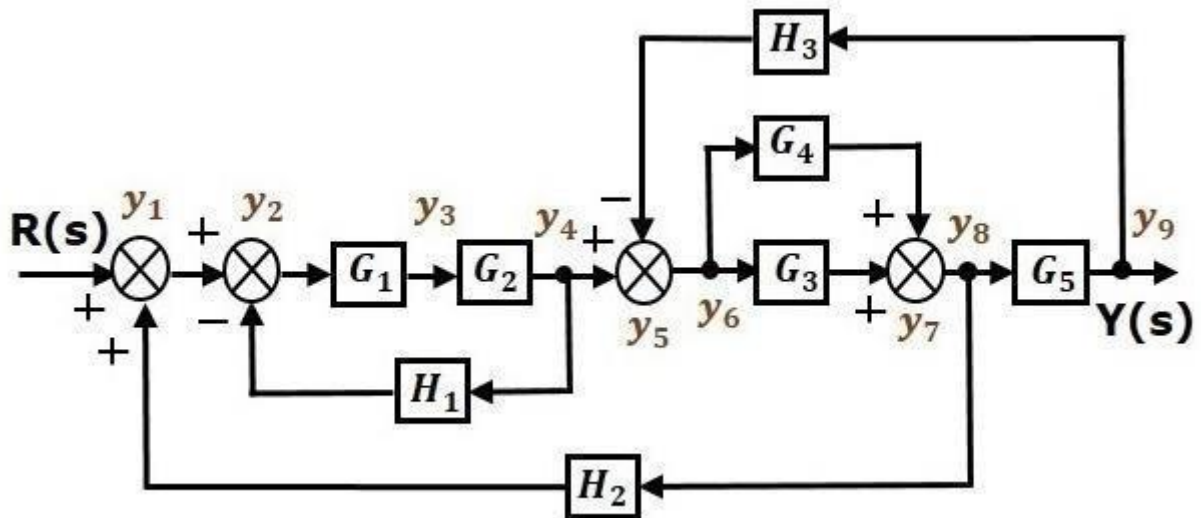 H₃
G₄
−
y₁
y₂
y₃
y₄
+
y₈
y₉
R(s)
+
+
G₁
G₂
G₃
G₅
+
−
y₅
y₆
+
y₇
Y(s)
+
H₁
H₂